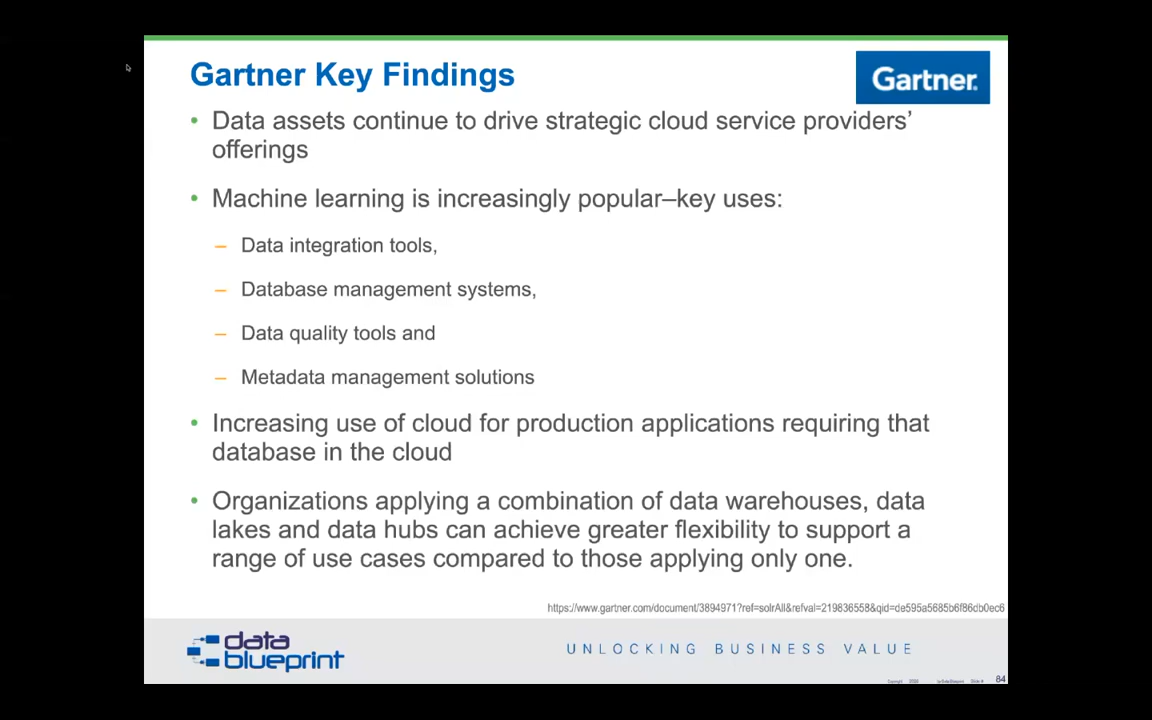 Gartner Key Findings
Gartner.
• Data assets continue to drive strategic cloud service providers’
offerings
• Machine learning is increasingly popular–key uses:
– Data integration tools,
– Database management systems,
– Data quality tools and
– Metadata management solutions
• Increasing use of cloud for production applications requiring that
database in the cloud
• Organizations applying a combination of data warehouses, data
lakes and data hubs can achieve greater flexibility to support a
range of use cases compared to those applying only one.
https://www.gartner.com/document/3894971?ref=solrAll&refval=219836558&qid=de595a5685b6f86db0ec6
data
blueprint
UNLOCKING BUSINESS VALUE
Copyright Slide # 84